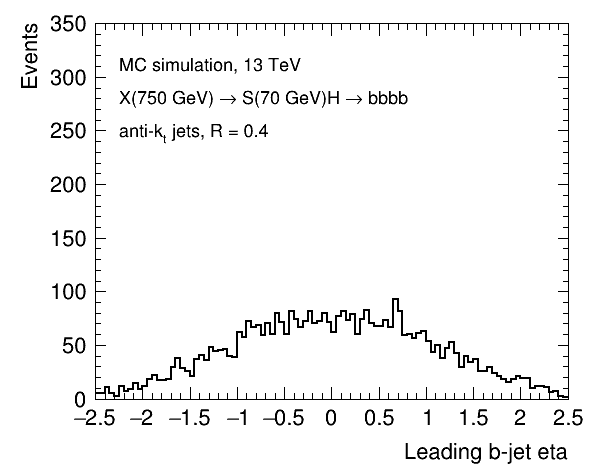 Events
350
300
250
200
150
100
50
0
MC simulation, 13 TeV
X(750 GeV) → S(70 GeV)H → bbbb
anti-kt jets, R = 0.4
−2.5 −2 −1.5 −1 −0.5 0 0.5 1 1.5 2 2.5
Leading b-jet eta